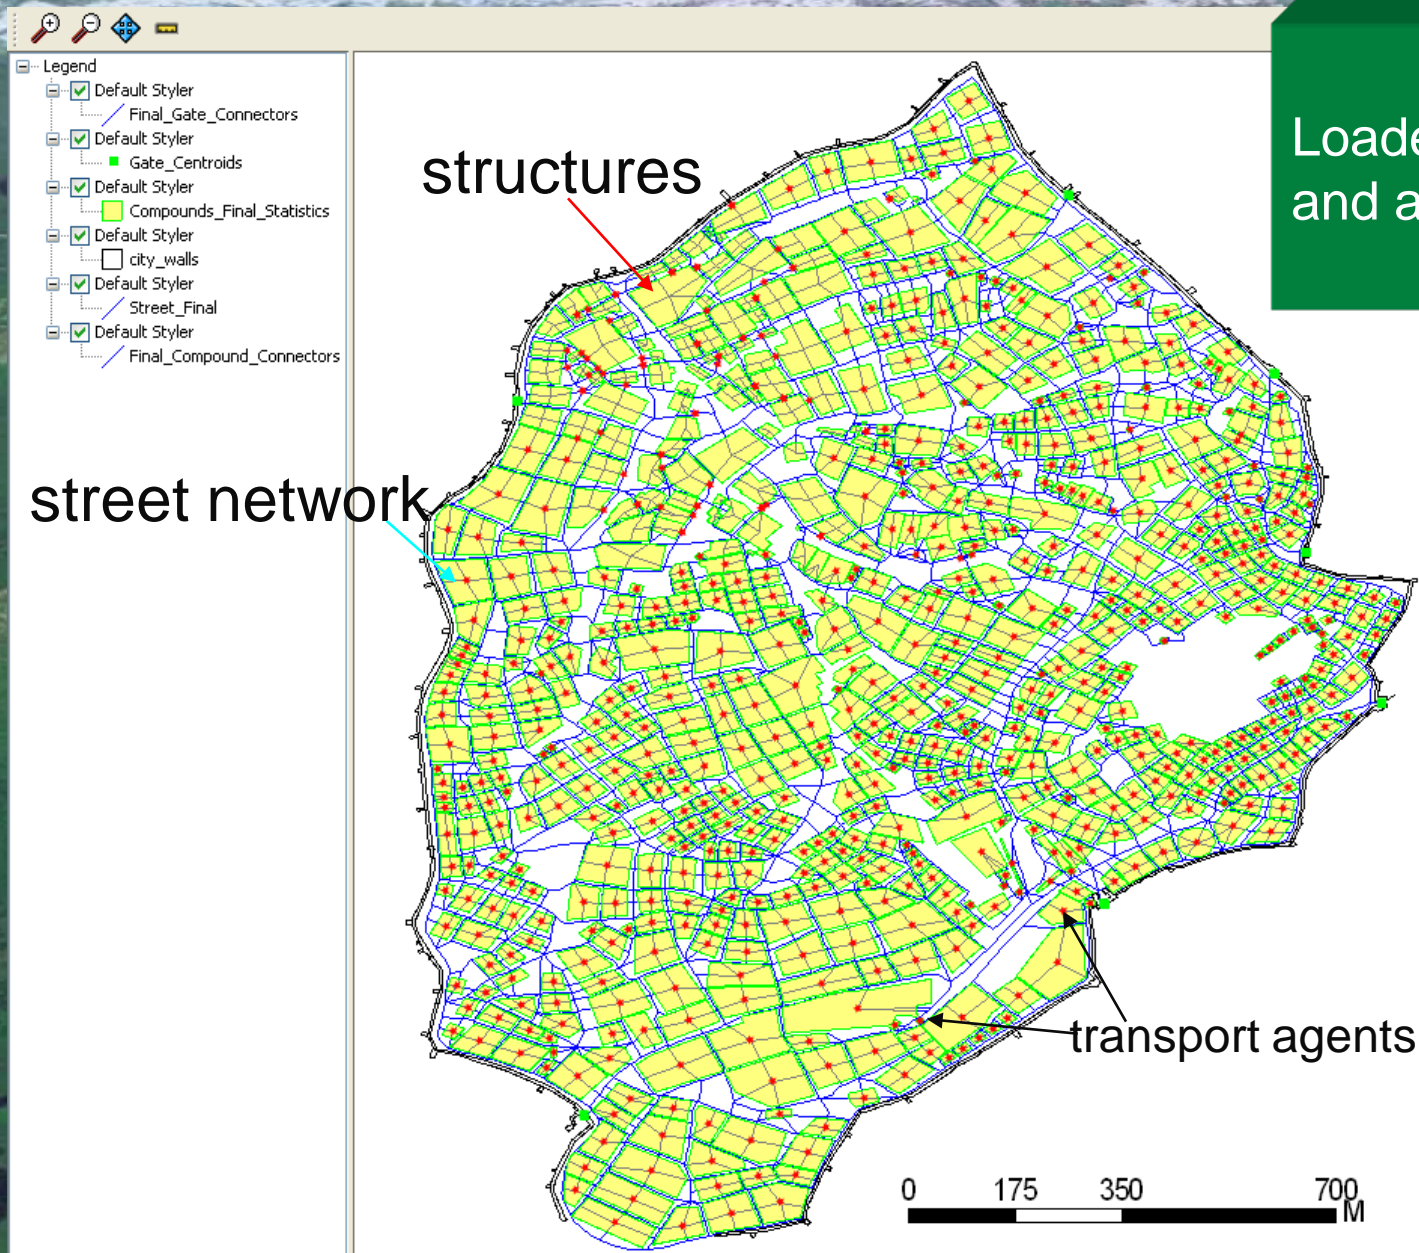 Legend
Default Styler
Final_Gate_Connectors
Default Styler
Gate_Centroids
Default Styler
Compounds_Final_Statistics
Default Styler
city_walls
Default Styler
Street_Final
Default Styler
Final_Compound_Connectors
structures
street network
transport agents
and a
0 175 350 700
M